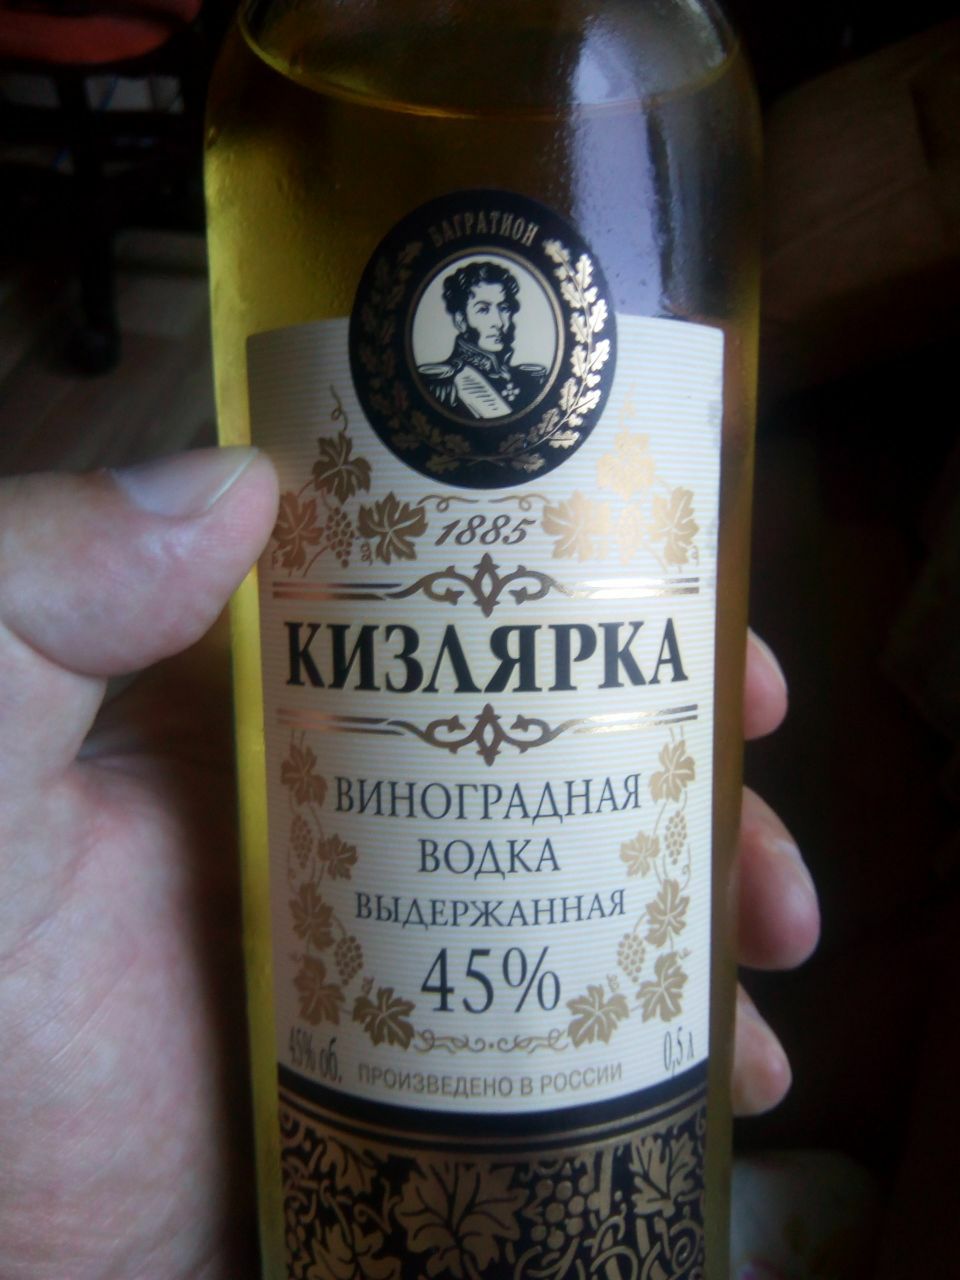 БАГРАТИОН
1885
КИЗЛЯРКА
ВИНОГРАДНАЯ
ВОДКА
ВЫДЕРЖАННАЯ
45%
45% об.
ПРОИЗВЕДЕНО В РОССИИ
0,5 л